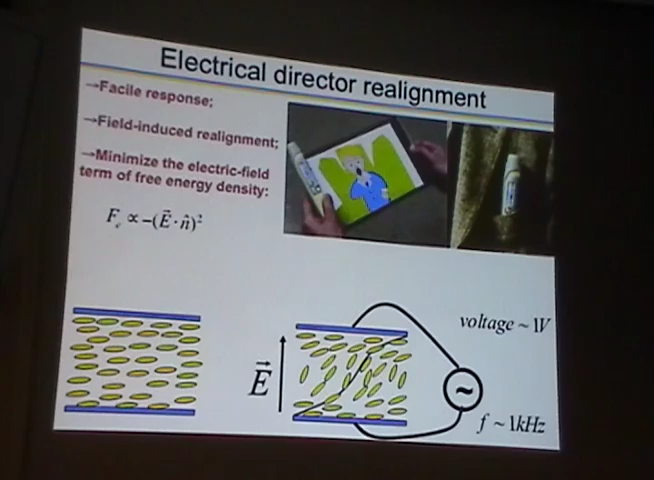 Electrical director realignment
→Facile response;
→Field-induced realignment;
→Minimize the electric-field
term of free energy density:
F_e ∝ -(E⃗ · n̂)²
voltage ~ 1V
E⃗
~
f ~ 1kHz